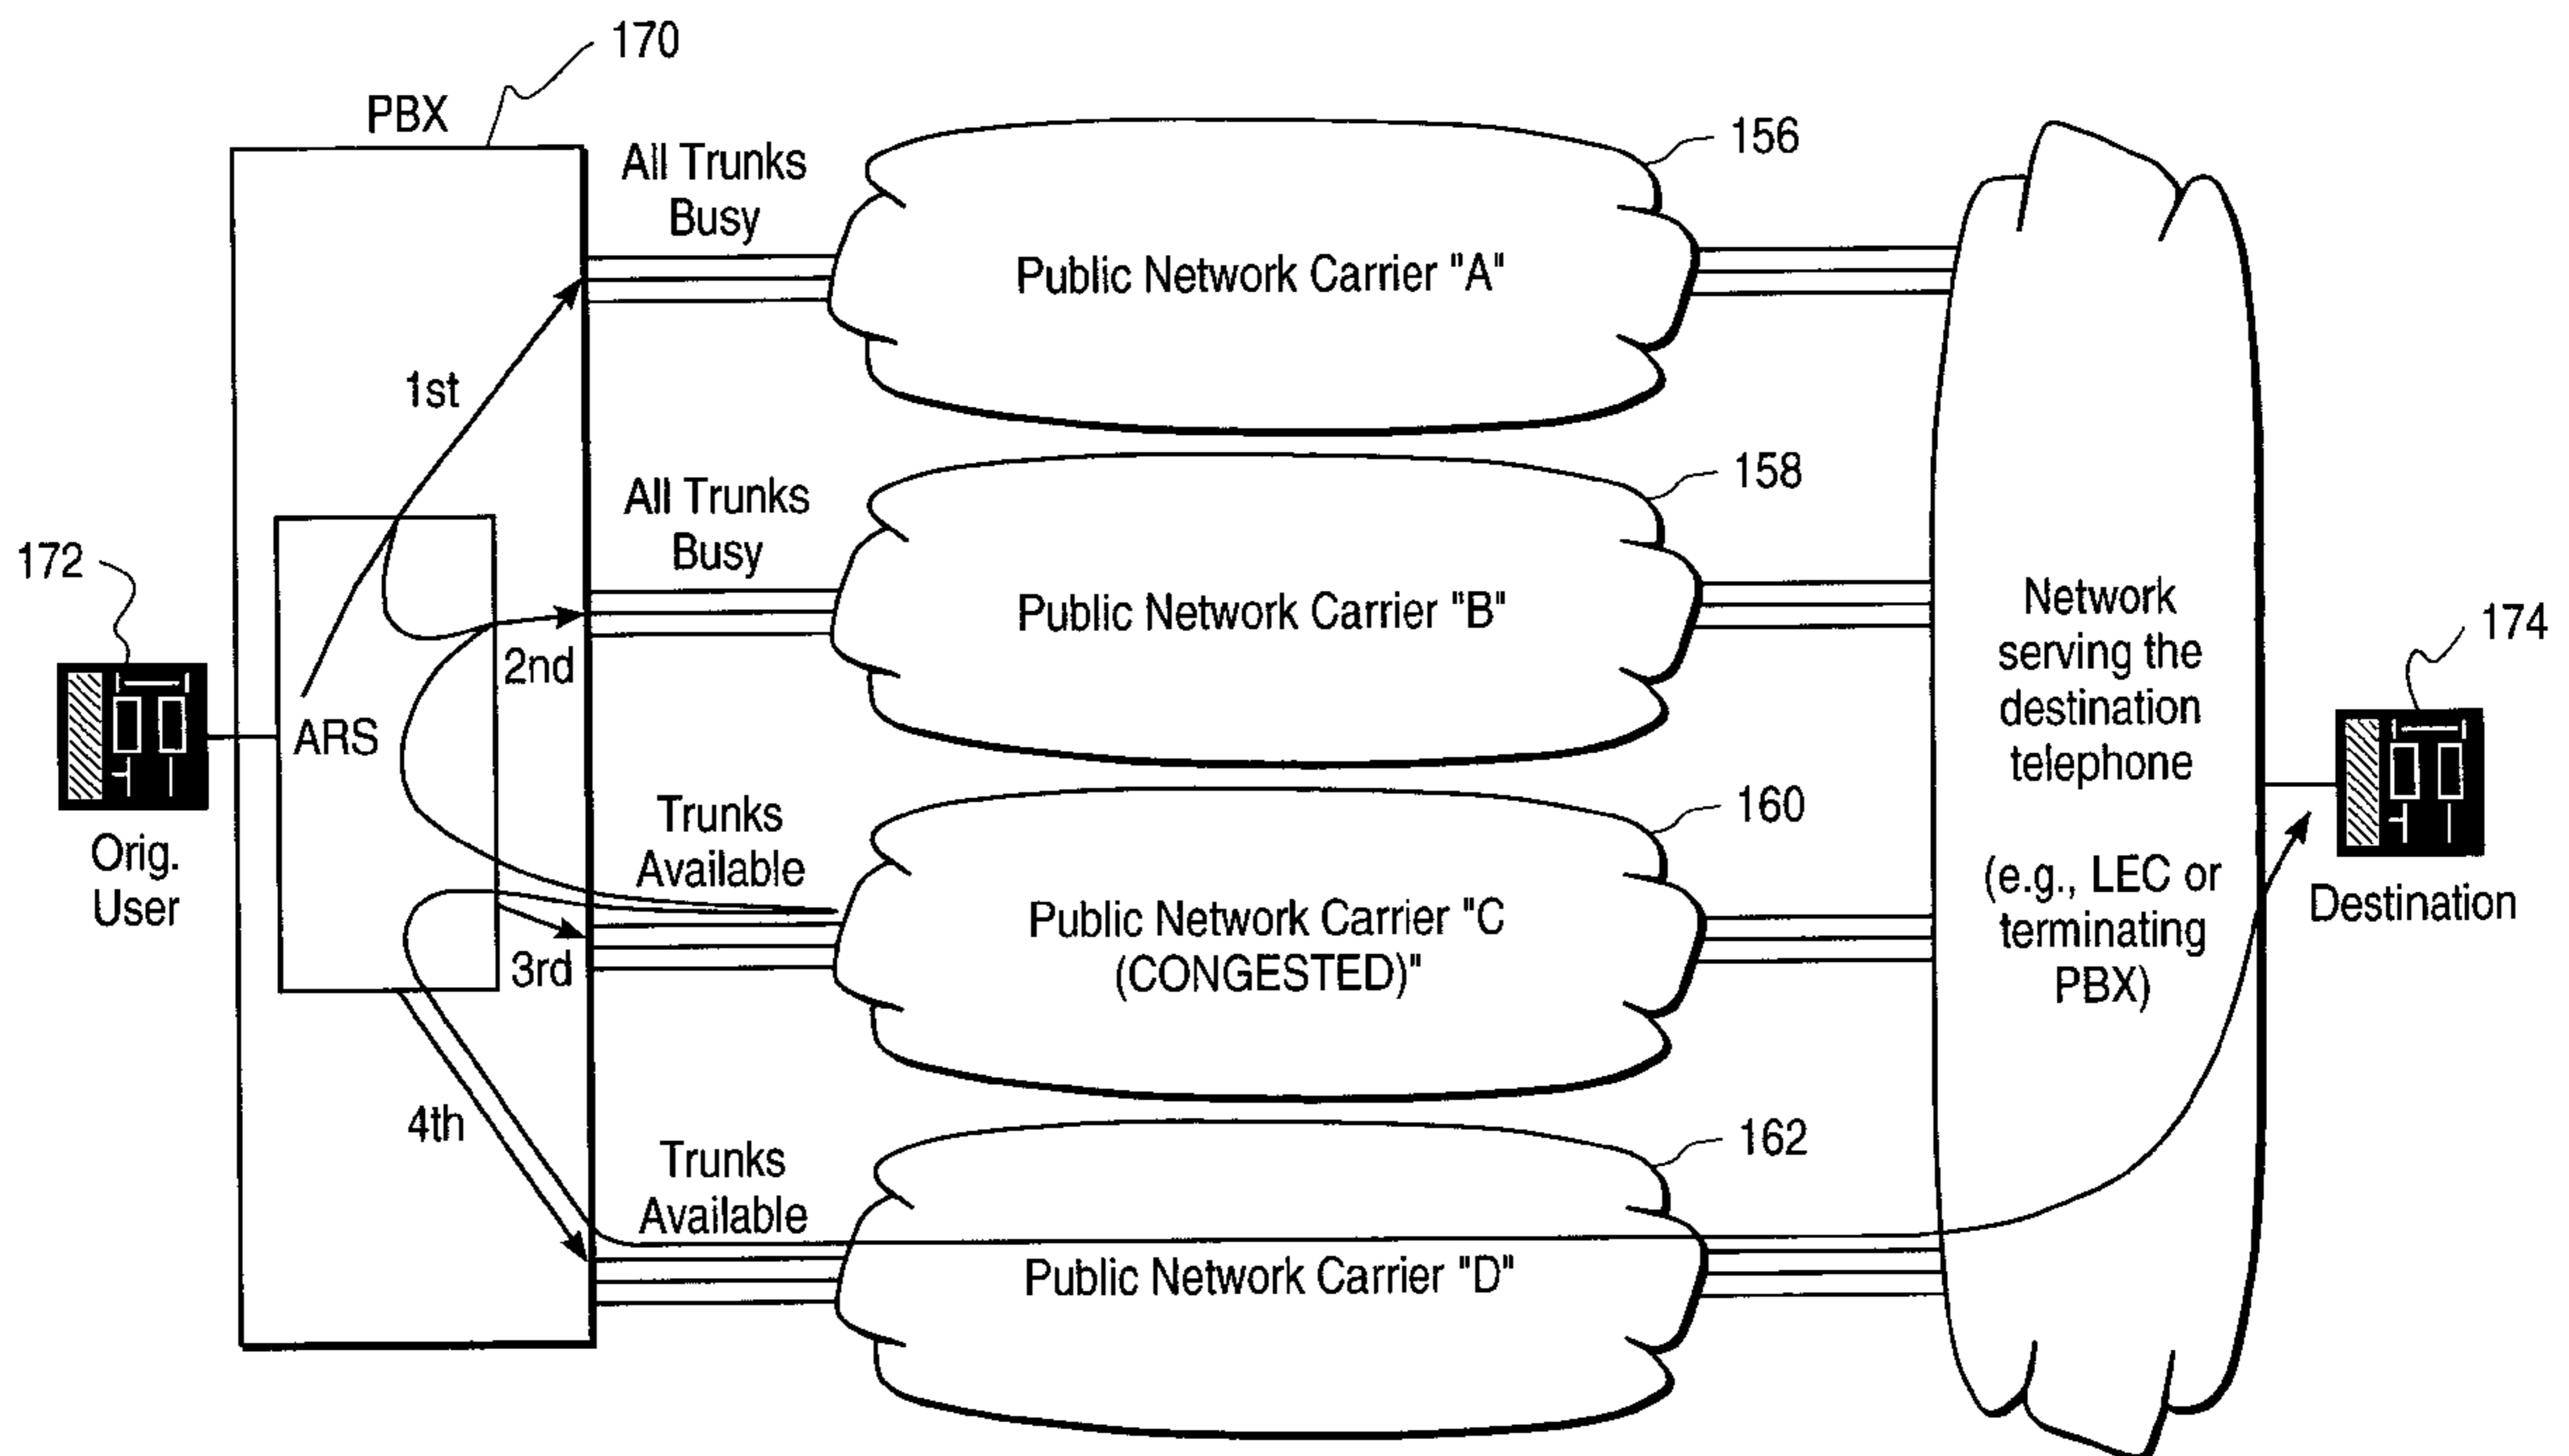 170
PBX
All Trunks
Busy
156
Public Network Carrier "A"
1st
All Trunks
Busy
158
Public Network Carrier "B"
2nd
172
ARS
Orig.
User
Trunks
Available
160
Public Network Carrier "C
(CONGESTED)"
3rd
4th
Trunks
Available
162
Public Network Carrier "D"
Network
serving the
destination
telephone
(e.g., LEC or
terminating
PBX)
174
Destination